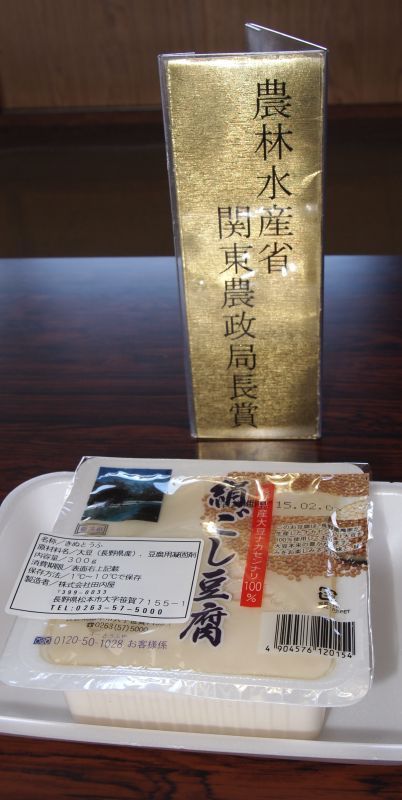 農林水産省
関東農政局長賞
絹ごし豆腐
産大豆ナカセンナリ
100%
15.02.0
名称／きぬとうふ
原材料名／大豆（長野県産）、豆腐用凝固剤
内容量／300g
消費期限／表面右上記載
保存方法／1℃〜10℃で保存
製造者／株式会社田内屋
〒399-0033
長野県松本市大字笹賀7155-1
TEL:0263-57-5000
☎0263(57)5000
0120-50-1028 お客様係
4 904576 120154